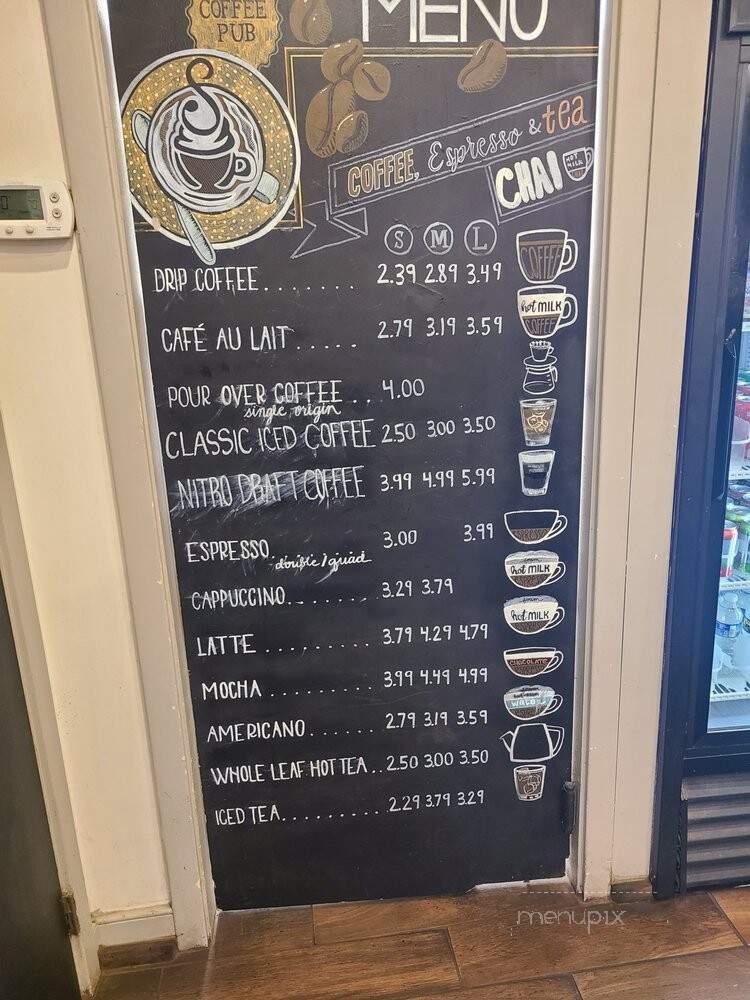 COFFEE
PUB
MENU
COFFEE, Espresso & tea
CHAI
HOT
MILK
S M L
DRIP COFFEE....... 2.39 2.89 3.49
COFFEE
CAFÉ AU LAIT..... 2.79 3.19 3.59
hot MILK
COFFEE
POUR OVER COFFEE... 4.00
single origin
CLASSIC ICED COFFEE 2.50 3.00 3.50
NITRO DRAFT COFFEE 3.99 4.99 5.99
ESPRESSO. 3.00 3.99
double/quad
ESPRESSO
CAPPUCCINO....... 3.29 3.79
foam
hot MILK
LATTE......... 3.79 4.29 4.79
foam
hot MILK
MOCHA......... 3.99 4.49 4.99
CHOCOLATE
AMERICANO...... 2.79 3.19 3.59
WHOLE LEAF HOT TEA.. 2.50 3.00 3.50
ICED TEA.......... 2.29 3.79 3.29
menupix